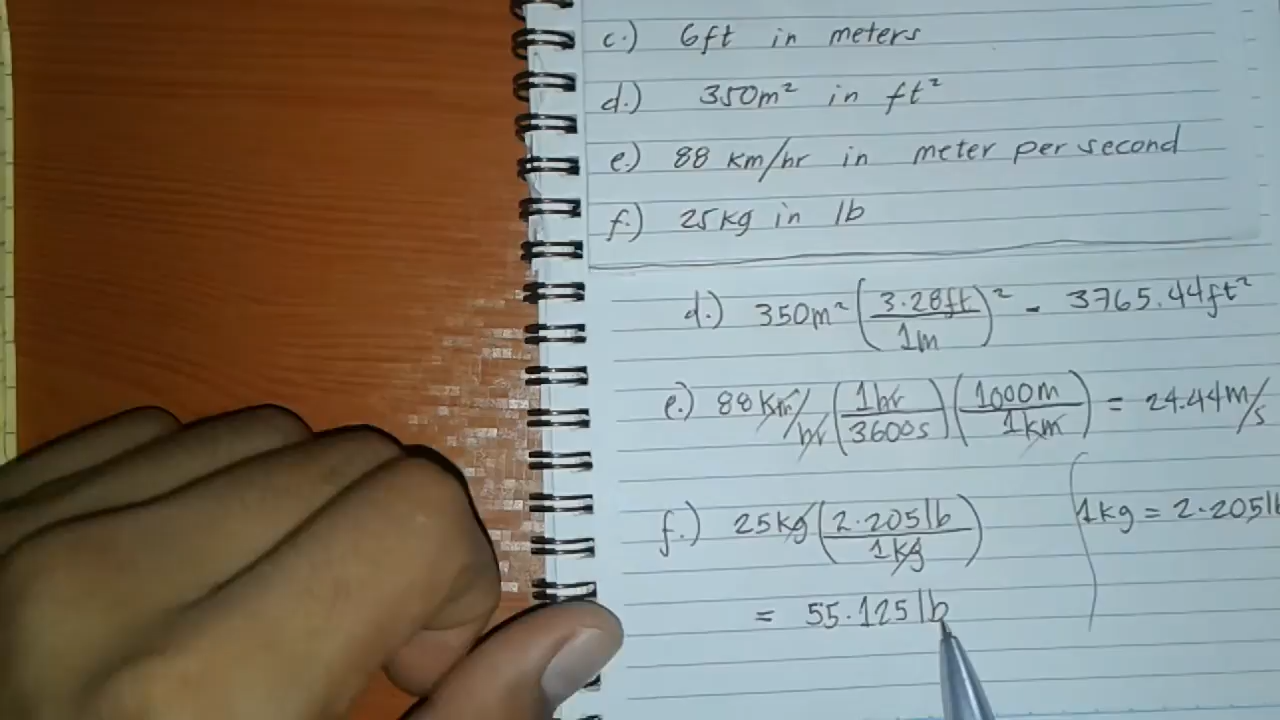 c.) 6ft in meters
d.) 350m² in ft²
e.) 88 km/hr in meter per second
f.) 25kg in lb
d.) 350m² (3.28ft/1m)² - 3765.44ft²
e.) 88km/hr (1hr/3600s)(1000m/1km) = 24.44m/s
f.) 25kg (2.205lb/1kg) 1kg = 2.205lb
= 55.125lb